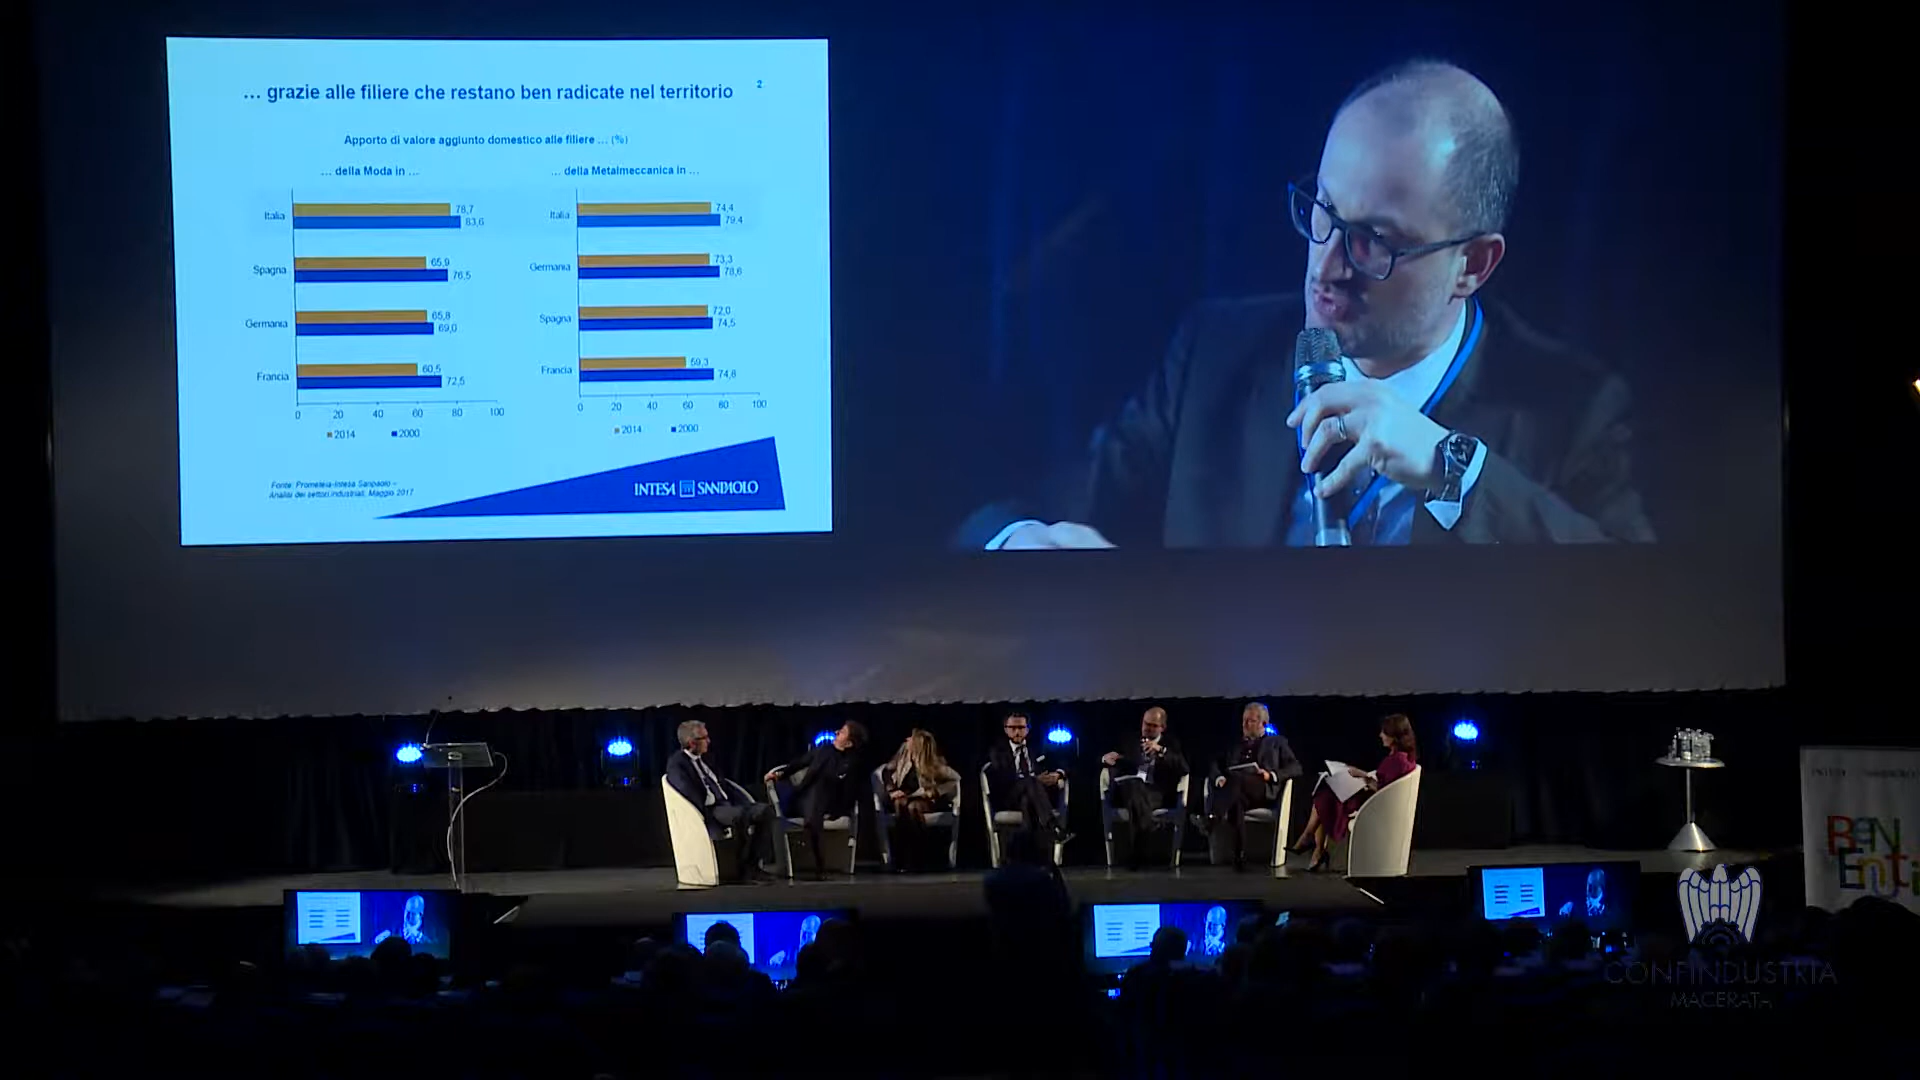 ... grazie alle filiere che restano ben radicate nel territorio
2
Apporto di valore aggiunto domestico alle filiere ... (%)
... della Moda in ...
Italia
78,7
83,6
Spagna
65,9
76,5
Germania
65,8
69,0
Francia
60,5
72,5
0 20 40 60 80 100
2014 2000
... della Metalmeccanica in ...
Italia
74,4
79,4
Germania
73,3
78,6
Spagna
72,0
74,5
Francia
59,3
74,8
0 20 40 60 80 100
2014 2000
Fonte: Prometeia-Intesa Sanpaolo –
Analisi dei settori industriali, Maggio 2017
INTESA SANPAOLO
INTESA SANPAOLO
CONFINDUSTRIA
MACERATA